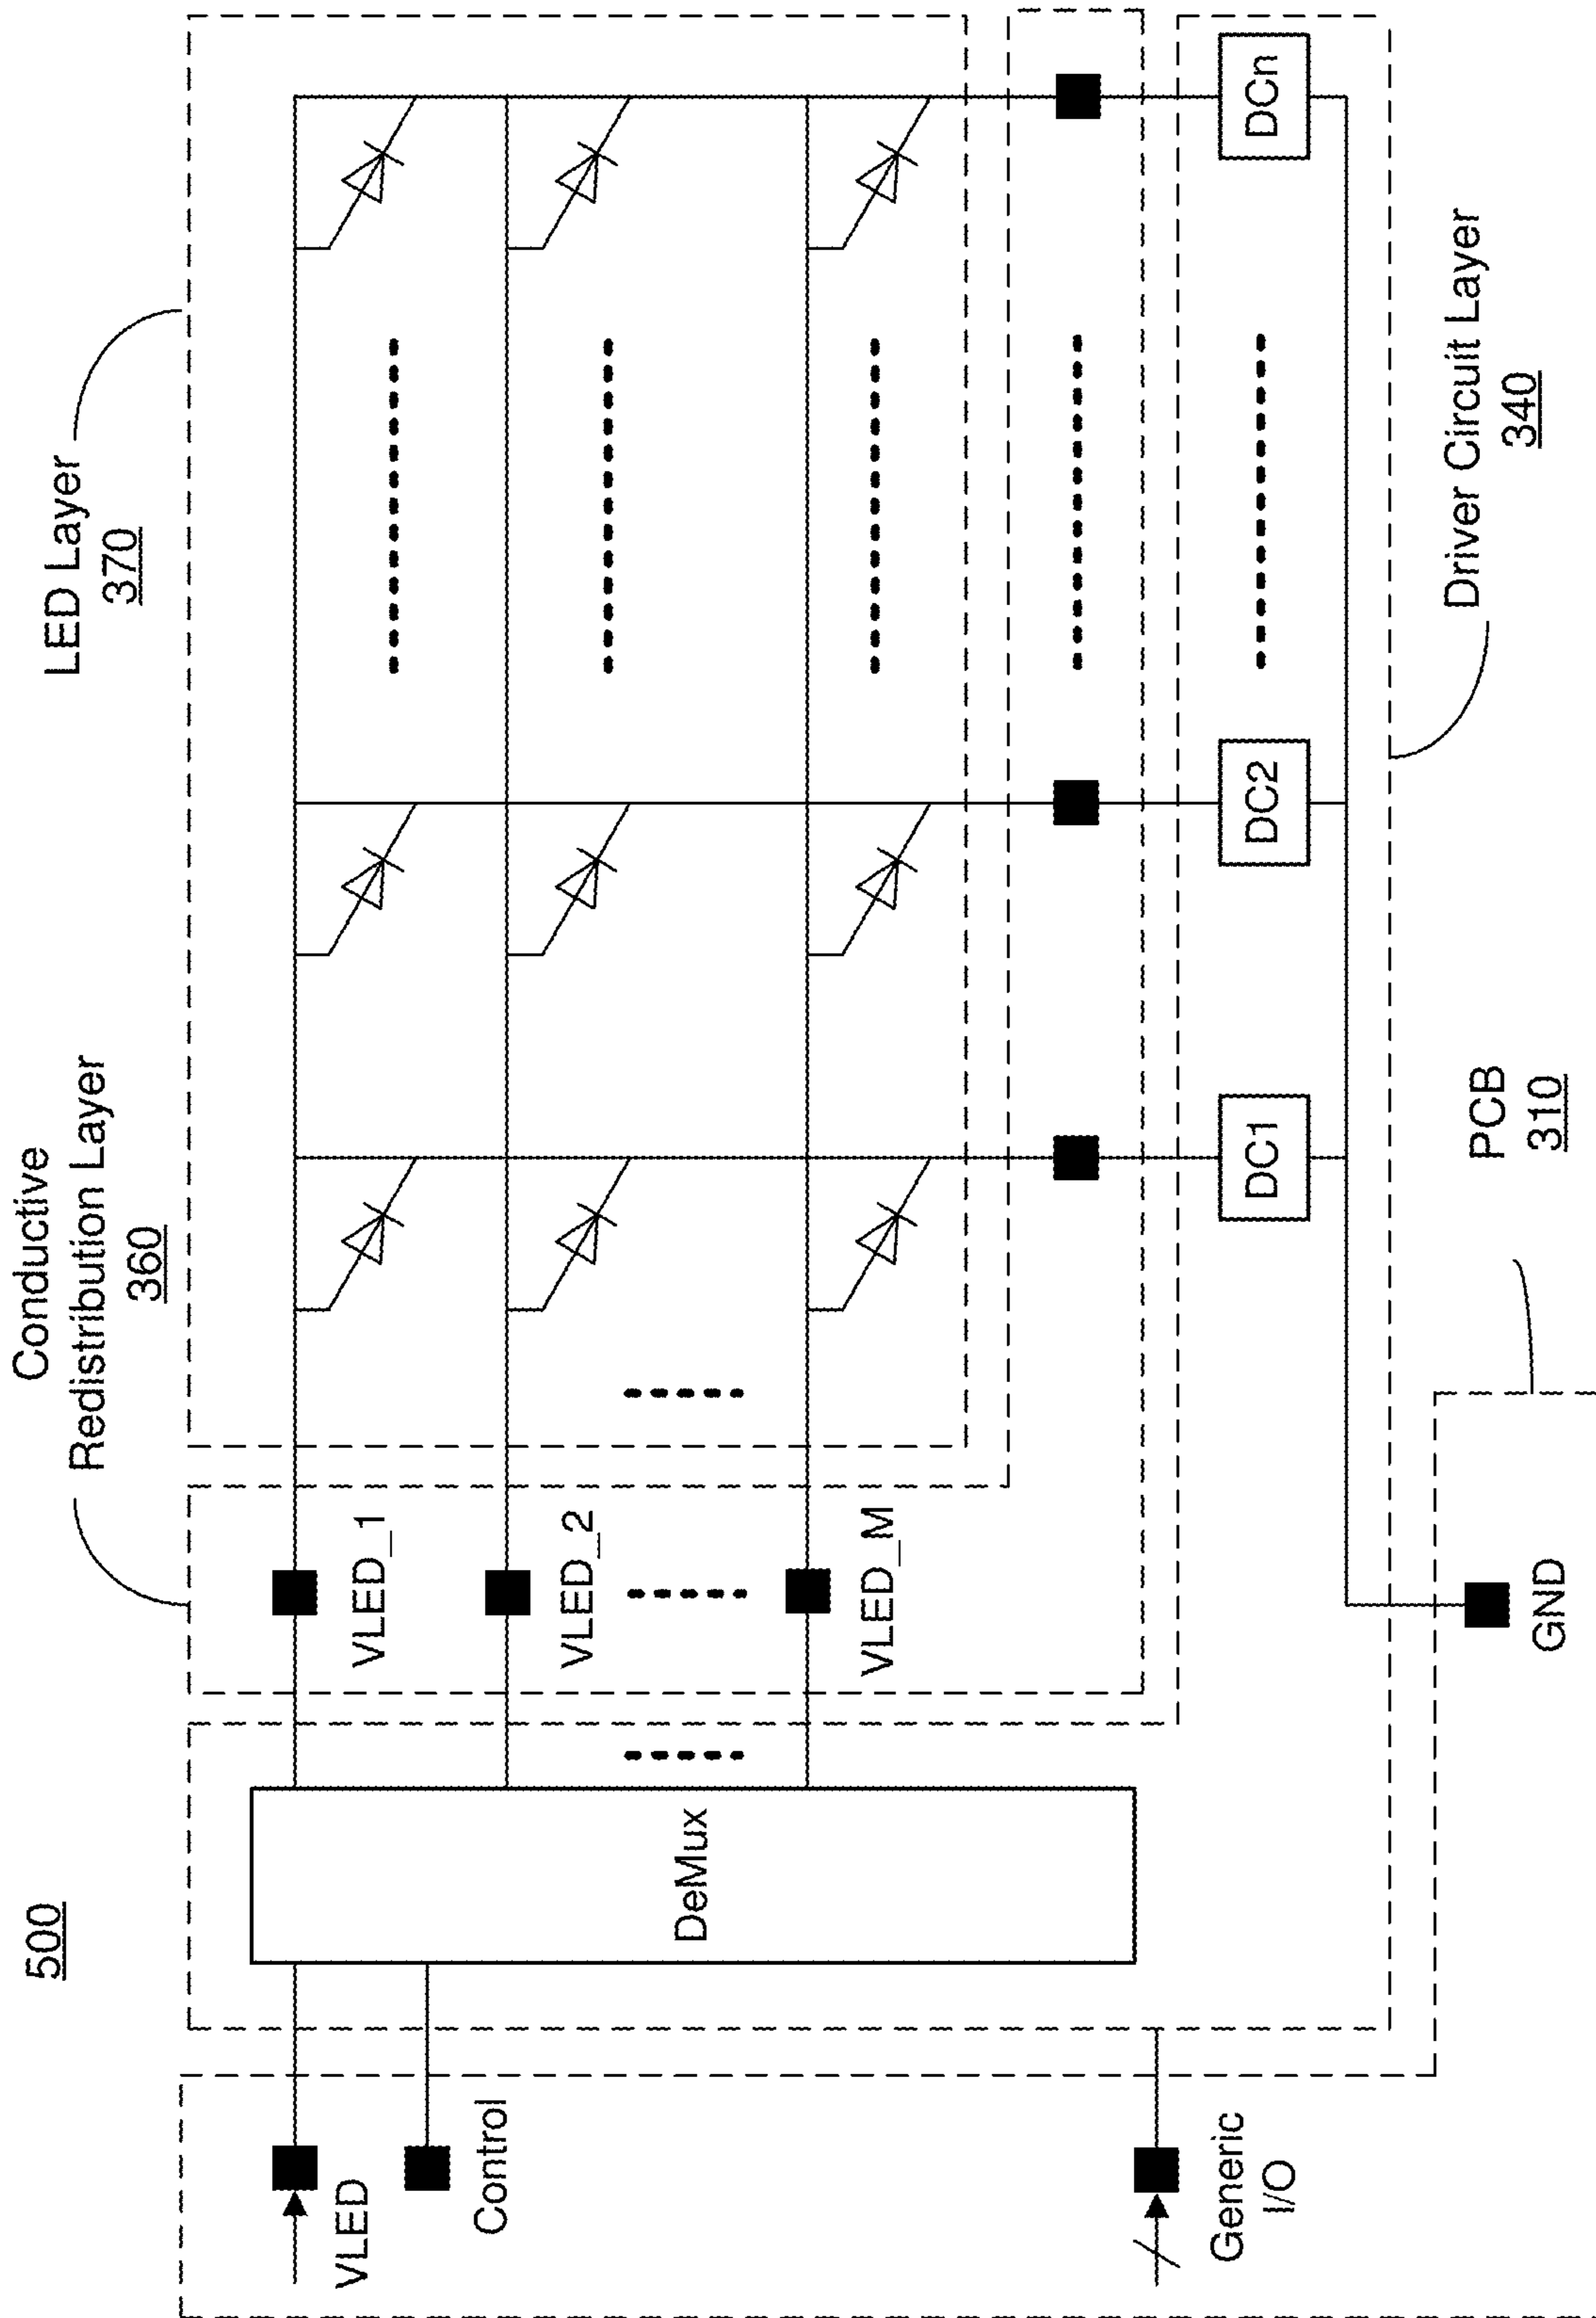 500
Conductive
Redistribution Layer
360
LED Layer
370
VLED
Control
Generic
I/O
DeMux
VLED_1
VLED_2
VLED_M
DC1
DC2
DCn
GND
PCB
310
Driver Circuit Layer
340